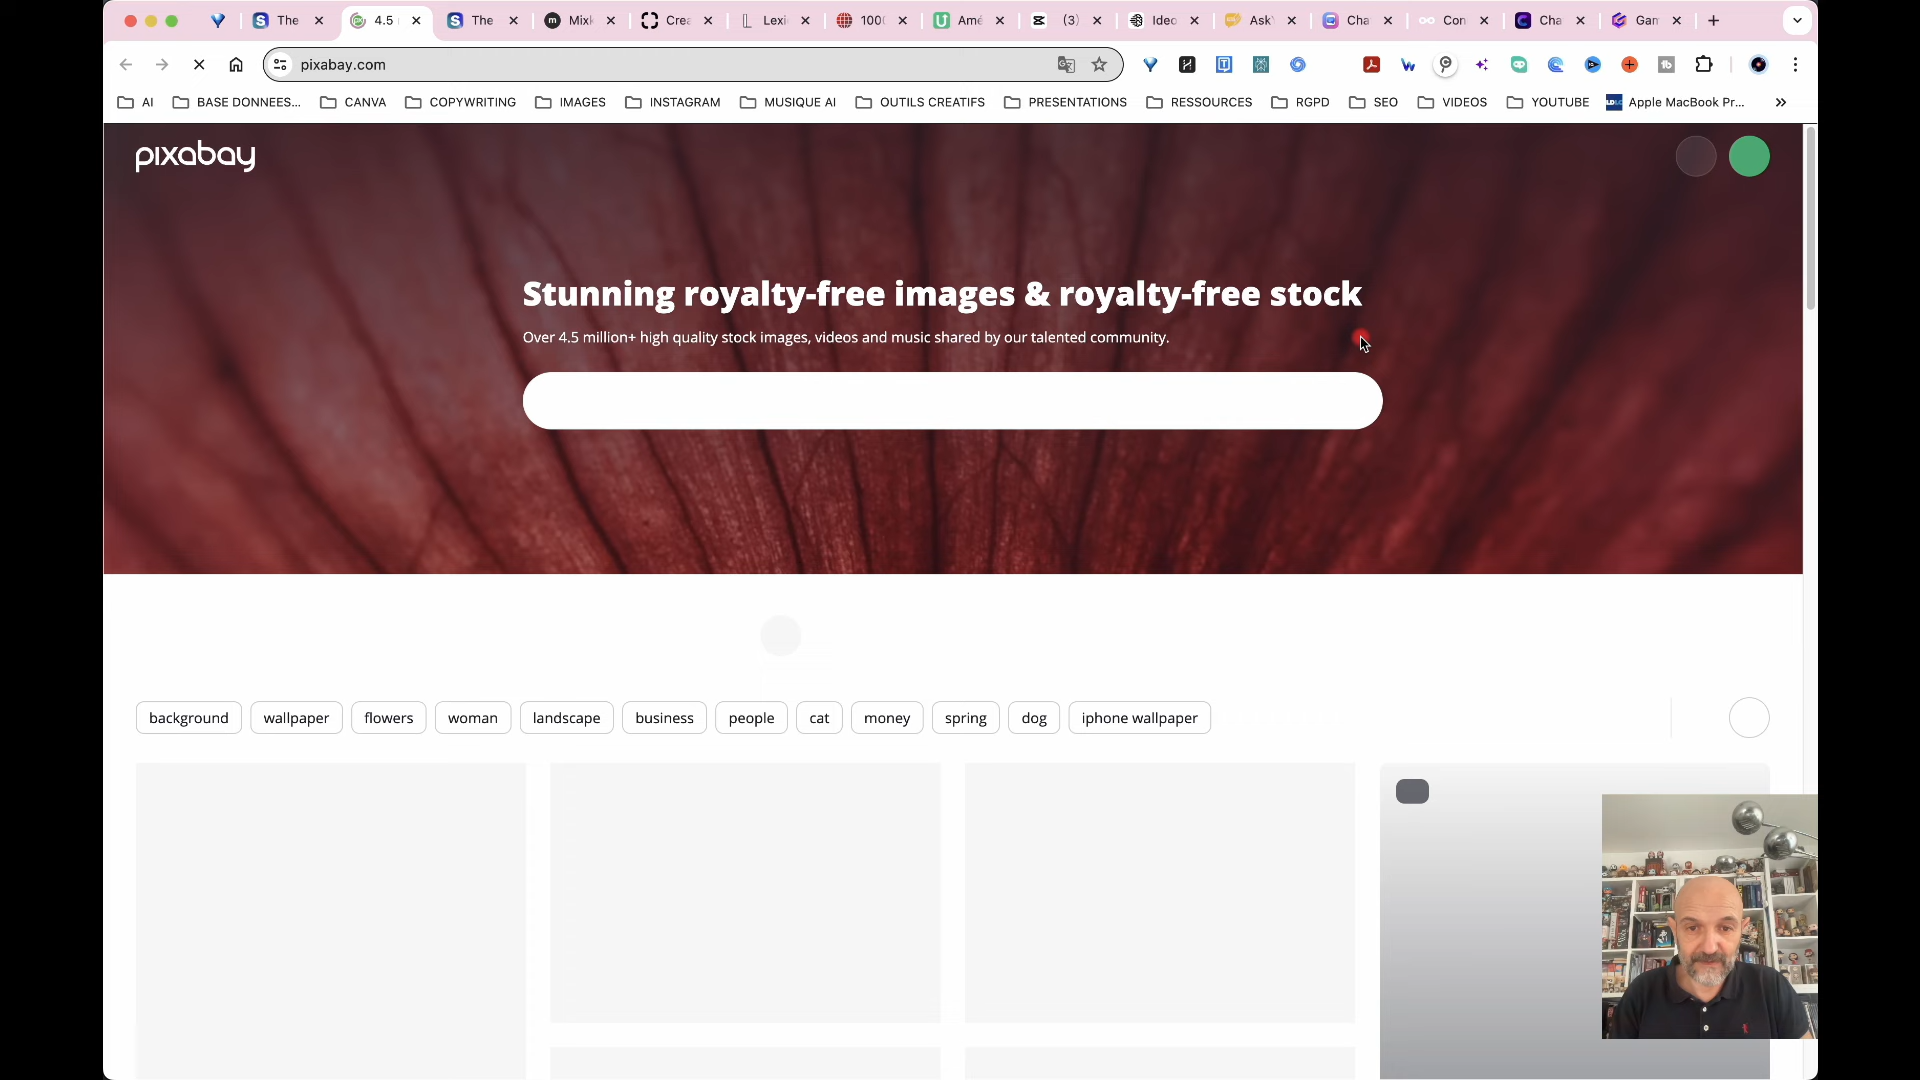 The
4.5
The
Mixk
Crea
Lexi
100
Amé
(3)
Ideo
Ask
Cha
Con
Cha
Gam
pixabay.com
AI
BASE DONNEES...
CANVA
COPYWRITING
IMAGES
INSTAGRAM
MUSIQUE AI
OUTILS CREATIFS
PRESENTATIONS
RESSOURCES
RGPD
SEO
VIDEOS
YOUTUBE
Apple MacBook Pr...
pixabay
Stunning royalty-free images & royalty-free stock
Over 4.5 million+ high quality stock images, videos and music shared by our talented community.
background
wallpaper
flowers
woman
landscape
business
people
cat
money
spring
dog
iphone wallpaper